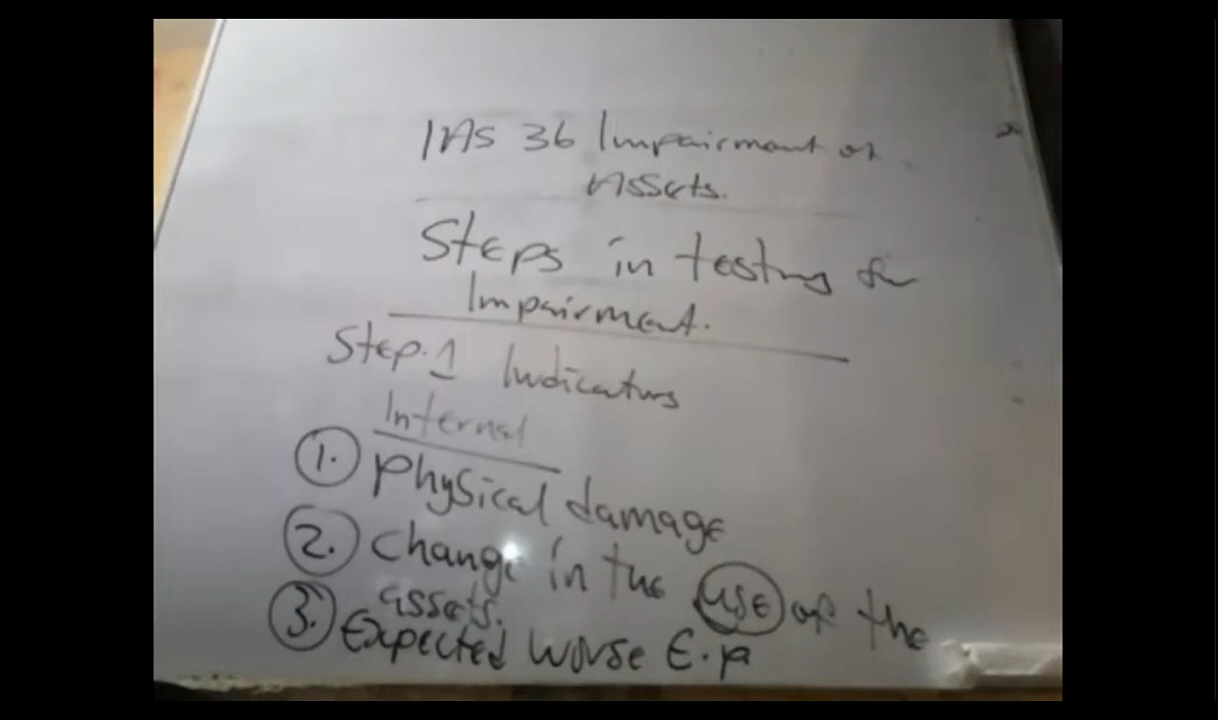 IAS 36 Impairment of
Assets.
Steps in testing for
Impairment.
Step.1 Indicators
Internal
1. Physical damage
2. Change in the use of the
assets.
3. Expected worse E.P